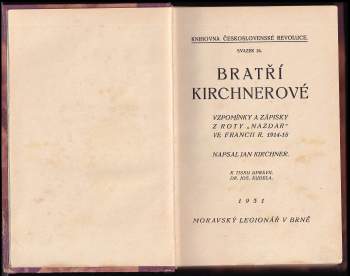 KNIHOVNA ČESKOSLOVENSKÉ REVOLUCE.
SVAZEK 24.
BRATŘÍ
KIRCHNEROVÉ
VZPOMÍNKY A ZÁPISKY
Z ROTY „NAZDAR"
VE FRANCII R. 1914-15
NAPSAL JAN KIRCHNER.
K TISKU UPRAVIL
DR. JOS. KUDELA.
1931
MORAVSKÝ LEGIONÁŘ V BRNĚ